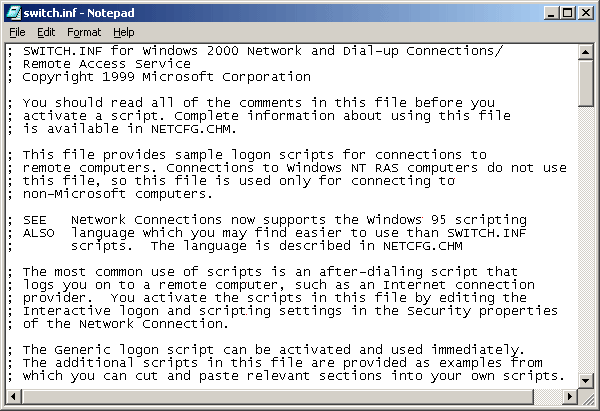 switch.inf - Notepad
File Edit Format Help
; SWITCH.INF for Windows 2000 Network and Dial-up Connections/
; Remote Access Service
; Copyright 1999 Microsoft Corporation
; You should read all of the comments in this file before you
; activate a script. Complete information about using this file
; is available in NETCFG.CHM.
; This file provides sample logon scripts for connections to
; remote computers. Connections to Windows NT RAS computers do not use
; this file, so this file is used only for connecting to
; non-Microsoft computers.
; SEE   Network Connections now supports the Windows 95 scripting
; ALSO  language which you may find easier to use than SWITCH.INF
;       scripts.  The language is described in NETCFG.CHM
; The most common use of scripts is an after-dialing script that
; logs you on to a remote computer, such as an Internet connection
; provider.  You activate the scripts in this file by editing the
; Interactive logon and scripting settings in the Security properties
; of the Network Connection.
; The Generic logon script can be activated and used immediately.
; The additional scripts in this file are provided as examples from
; which you can cut and paste relevant sections into your own scripts.